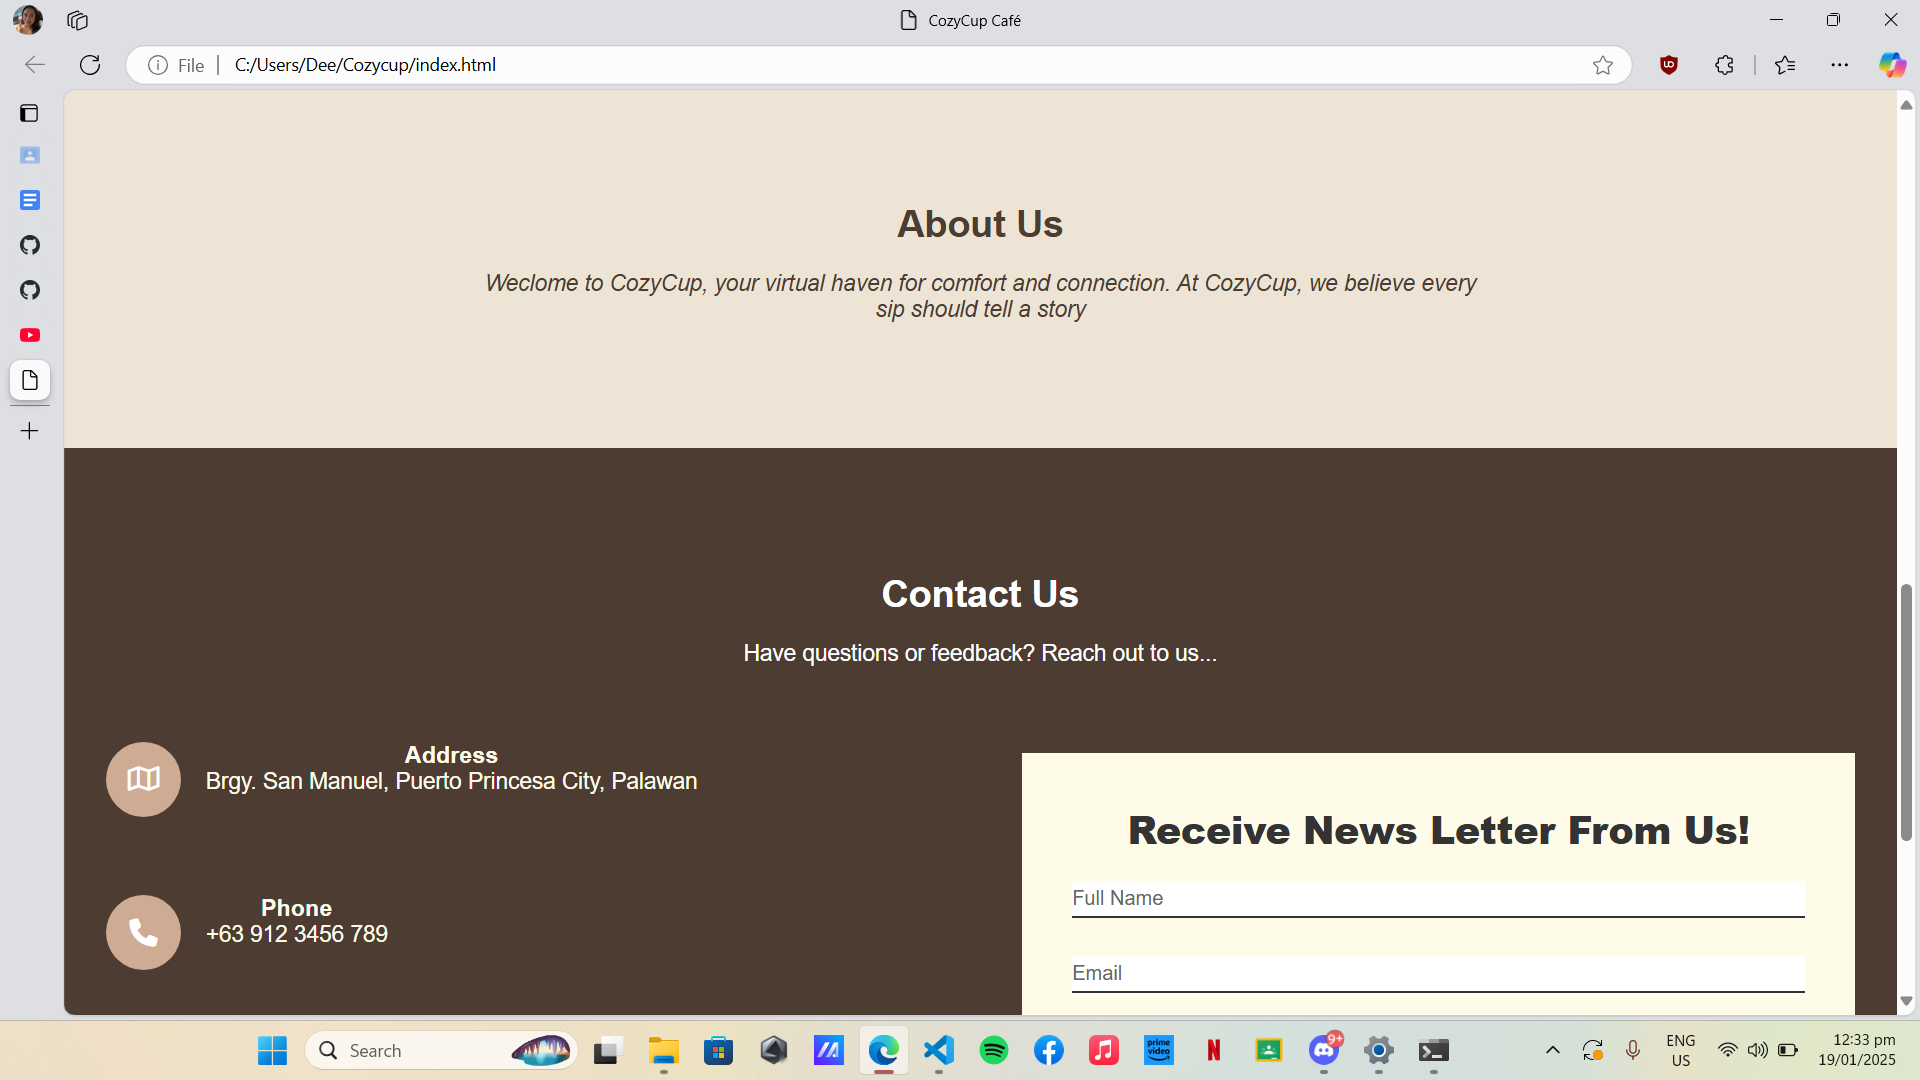 CozyCup Café
File
C:/Users/Dee/Cozycup/index.html
About Us
Weclome to CozyCup, your virtual haven for comfort and connection. At CozyCup, we believe every
sip should tell a story
Contact Us
Have questions or feedback? Reach out to us...
Address
Brgy. San Manuel, Puerto Princesa City, Palawan
Phone
+63 912 3456 789
Receive News Letter From Us!
Full Name
Email
Search
prime video
N
9+
ENG
US
12:33 pm
19/01/2025